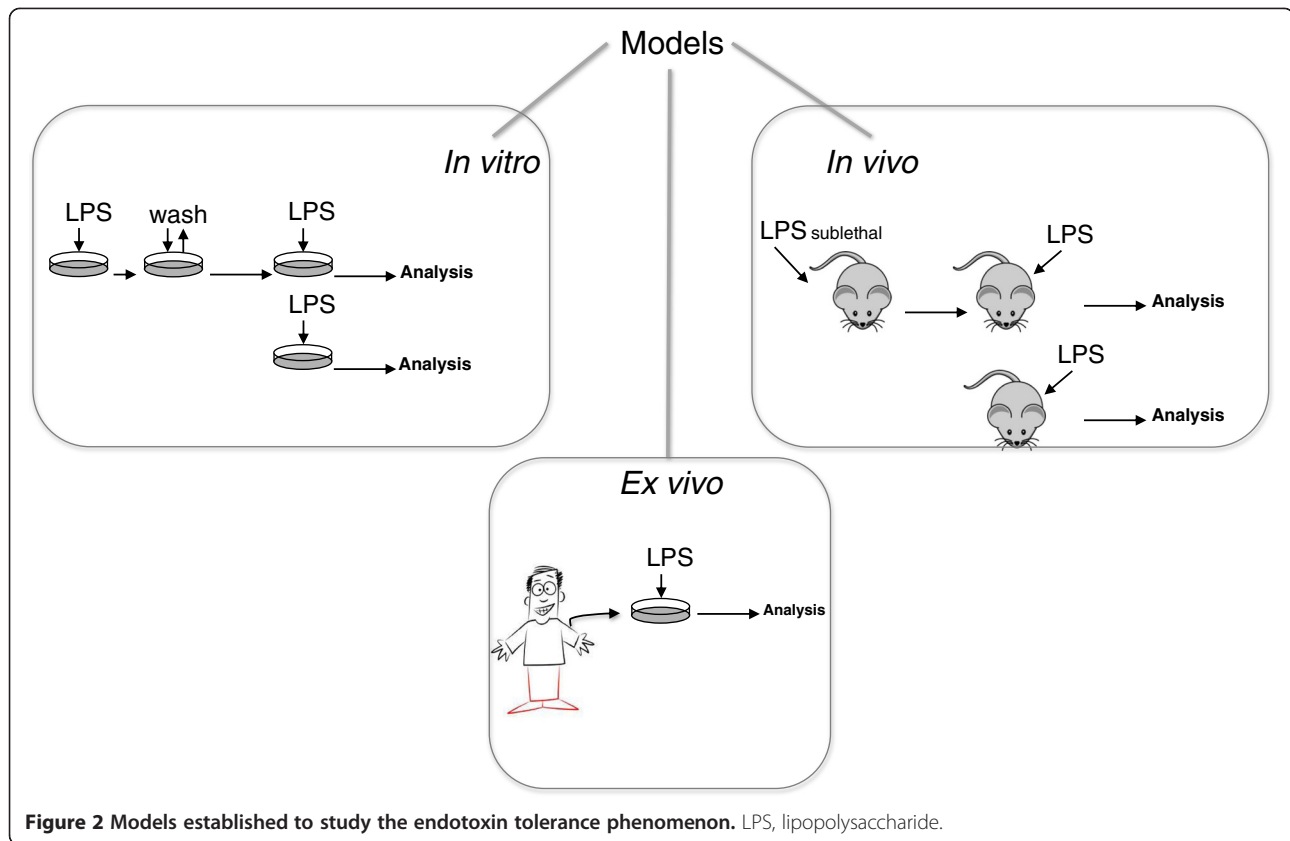 Models
In vitro
LPS
wash
LPS
Analysis
LPS
Analysis
In vivo
LPS sublethal
LPS
Analysis
LPS
Analysis
Ex vivo
LPS
Analysis
Figure 2 Models established to study the endotoxin tolerance phenomenon. LPS, lipopolysaccharide.